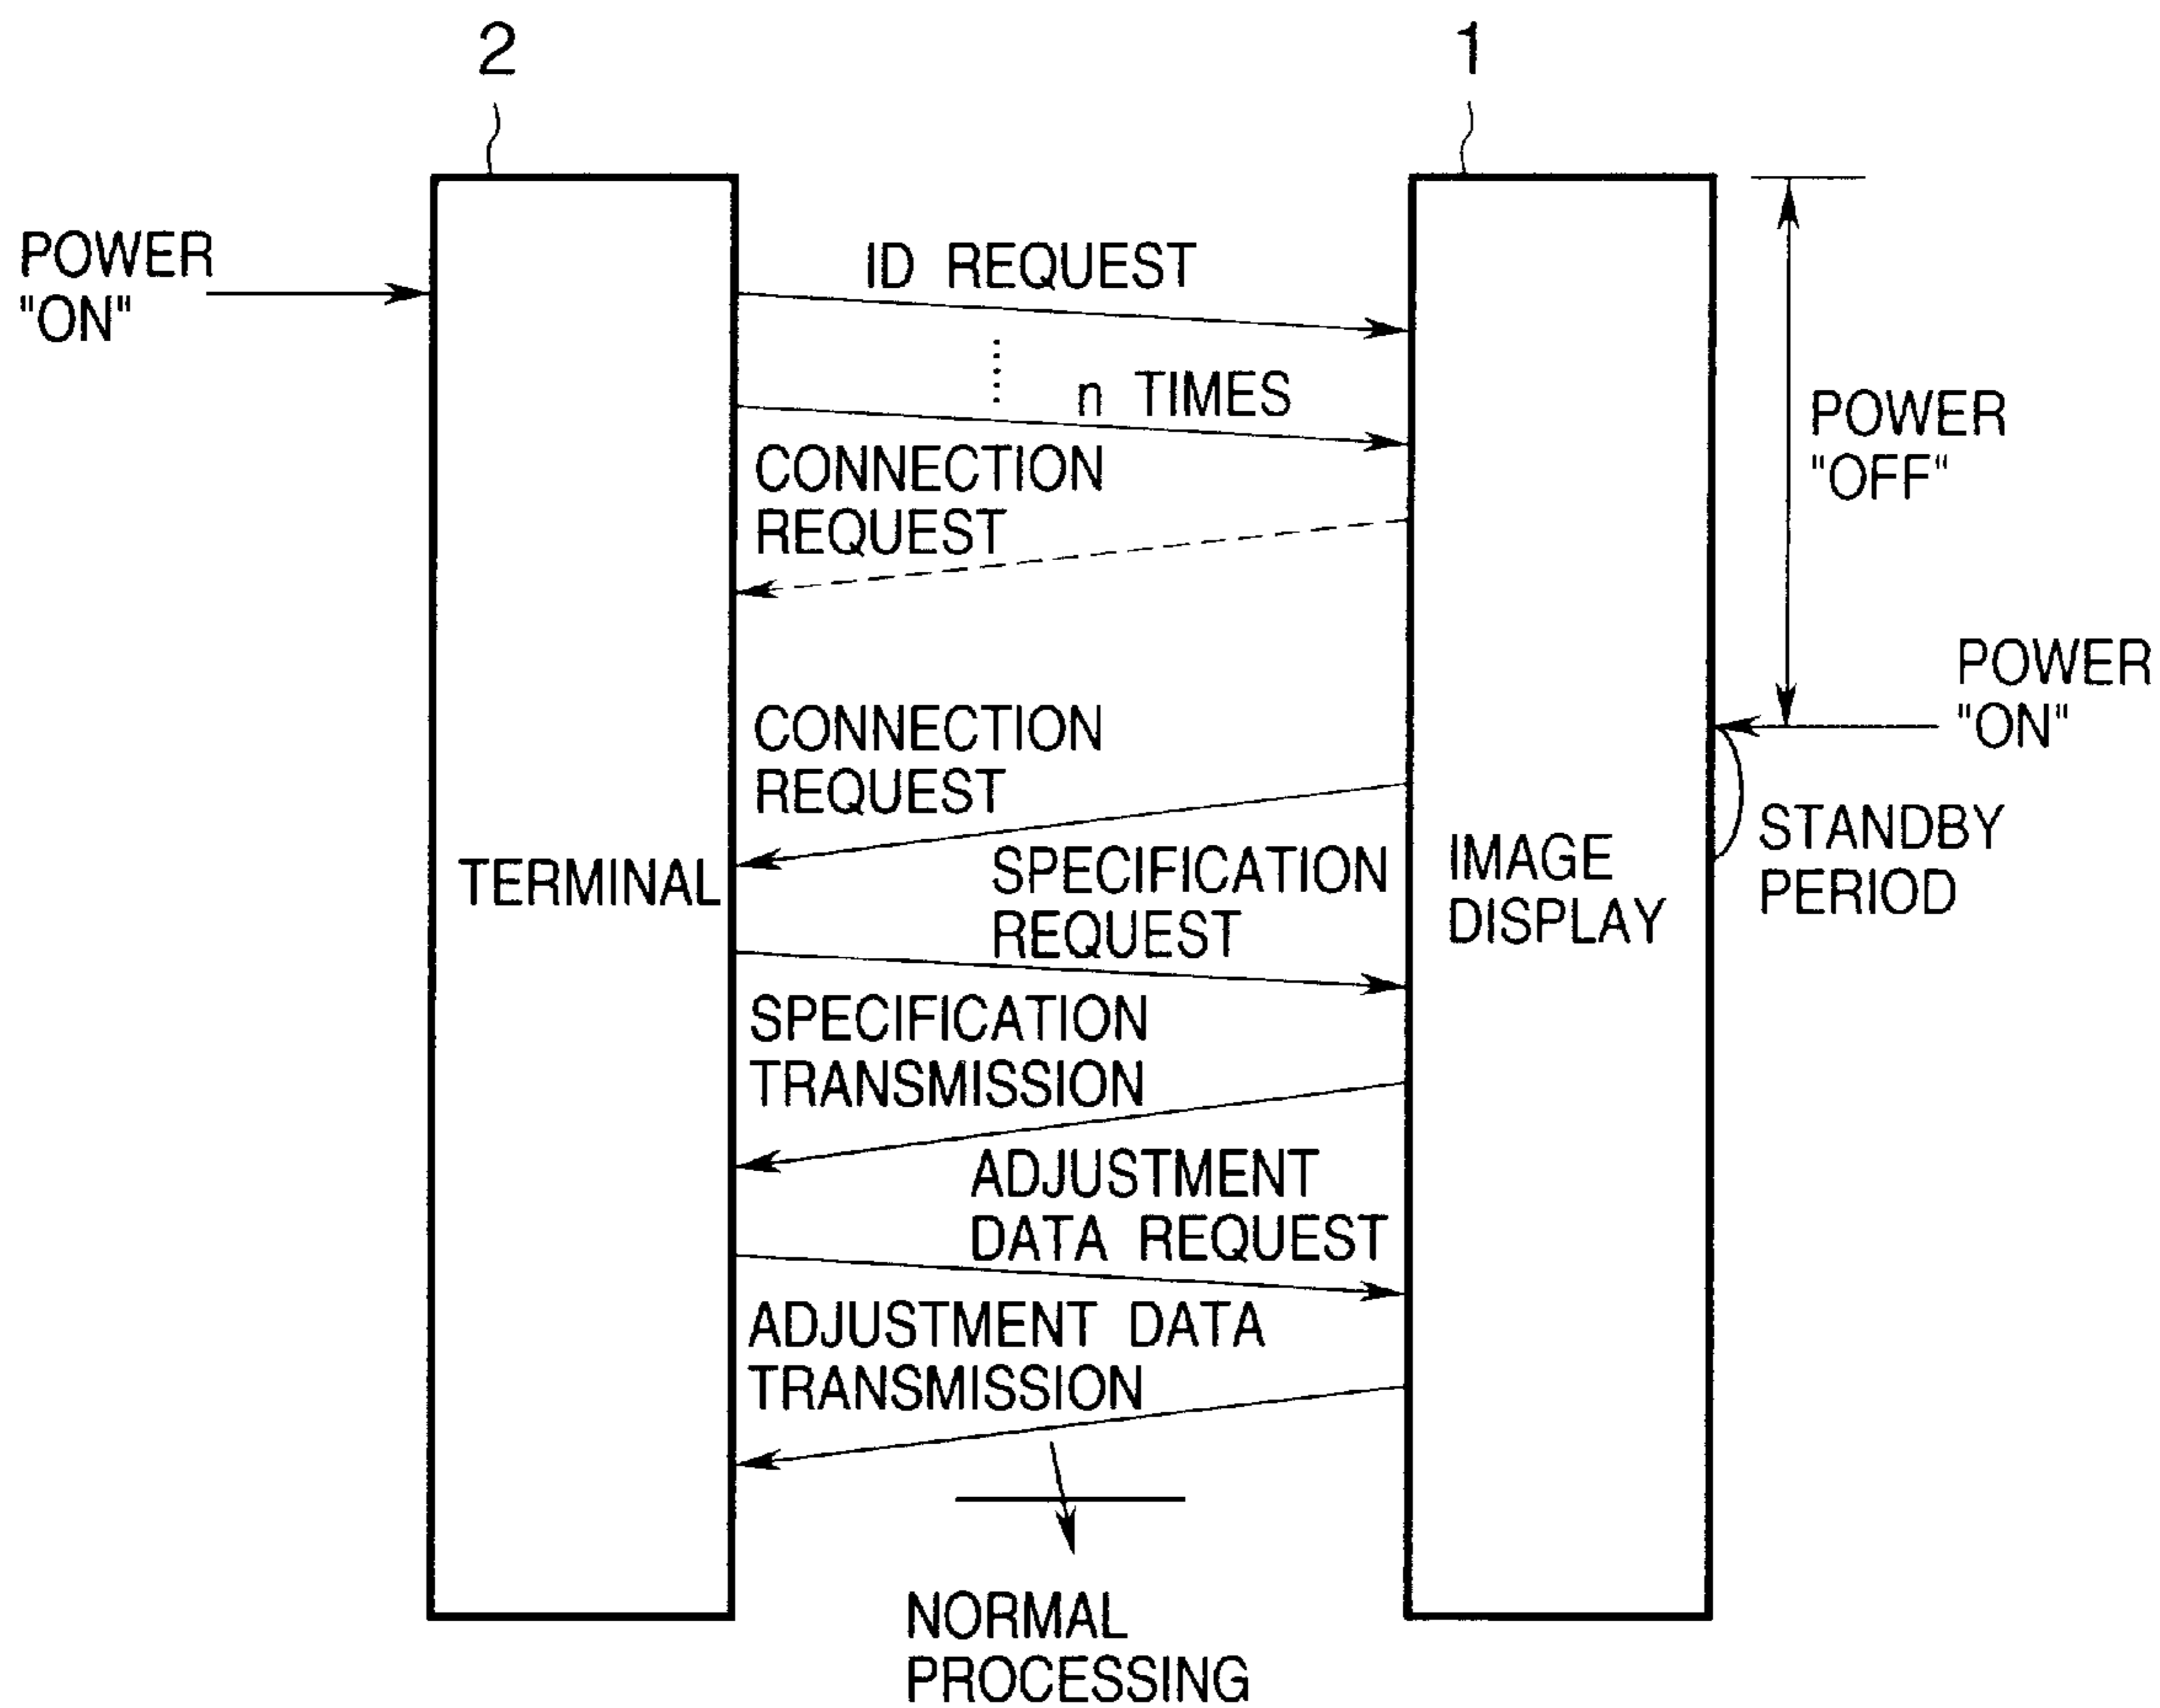 2
1
POWER
"ON"
ID REQUEST
n TIMES
POWER
"OFF"
CONNECTION
REQUEST
POWER
"ON"
CONNECTION
REQUEST
STANDBY
PERIOD
TERMINAL
SPECIFICATION
REQUEST
IMAGE
DISPLAY
SPECIFICATION
TRANSMISSION
ADJUSTMENT
DATA REQUEST
ADJUSTMENT DATA
TRANSMISSION
NORMAL
PROCESSING